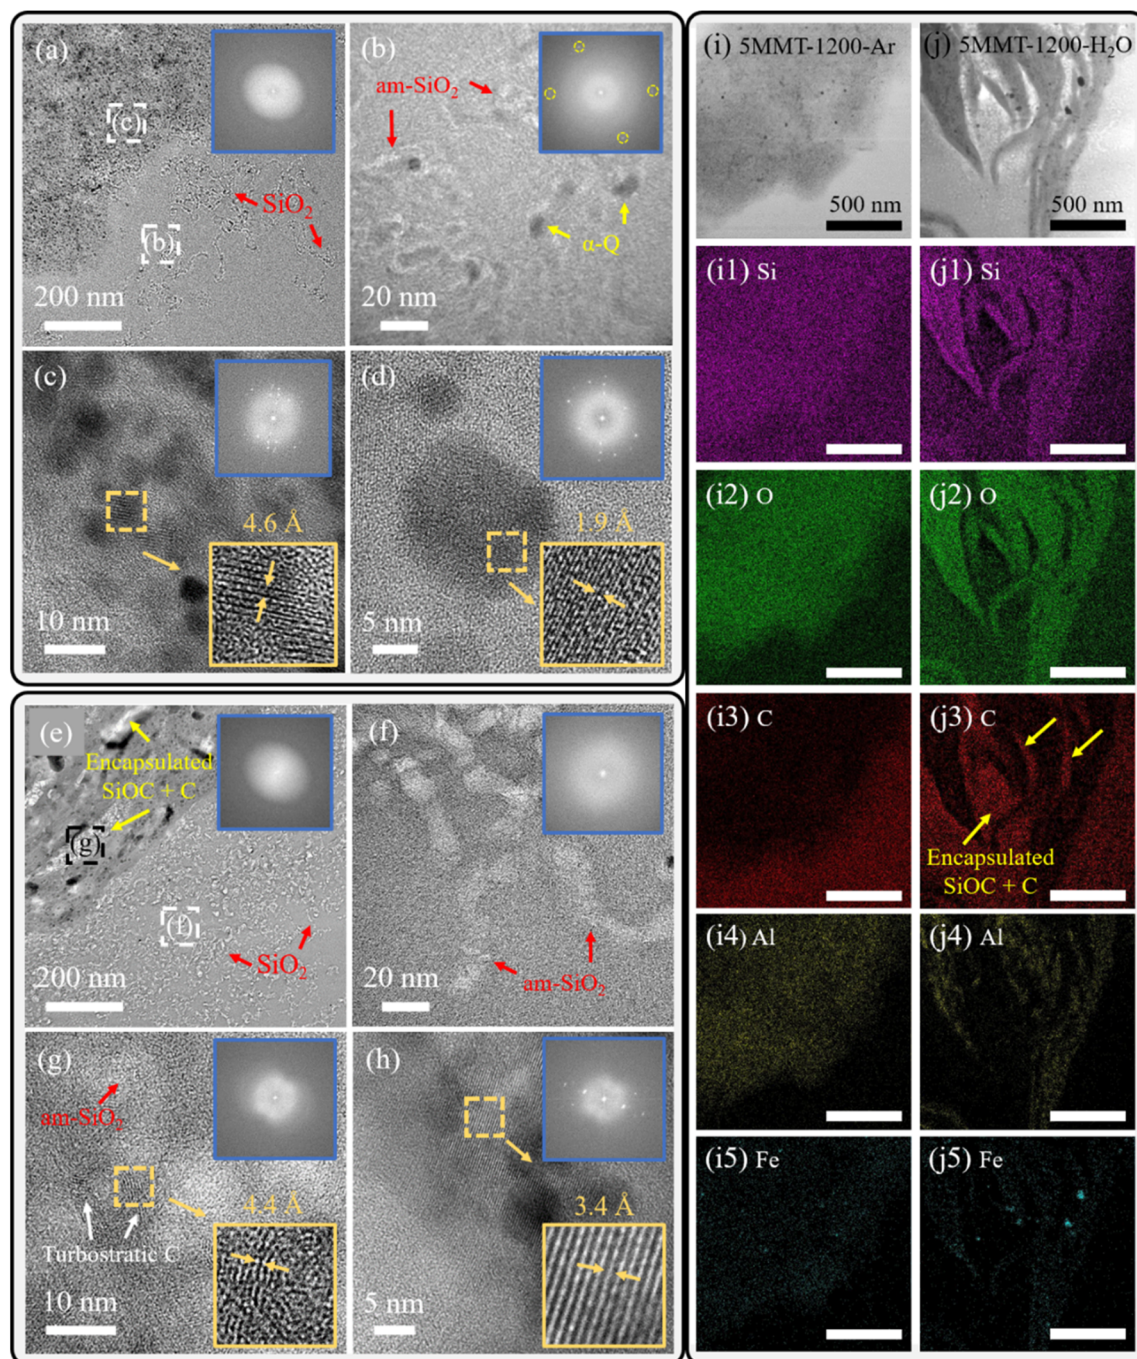 (a)
(c)
(b)
SiO₂
200 nm
(b)
am-SiO₂
α-Q
20 nm
(c)
4.6 Å
10 nm
(d)
1.9 Å
5 nm
(e)
Encapsulated
SiOC + C
(g)
(f)
SiO₂
200 nm
(f)
am-SiO₂
20 nm
(g)
am-SiO₂
4.4 Å
Turbostratic C
10 nm
(h)
3.4 Å
5 nm
(i) 5MMT-1200-Ar
500 nm
(j) 5MMT-1200-H₂O
500 nm
(i1) Si
(j1) Si
(i2) O
(j2) O
(i3) C
(j3) C
Encapsulated
SiOC + C
(i4) Al
(j4) Al
(i5) Fe
(j5) Fe